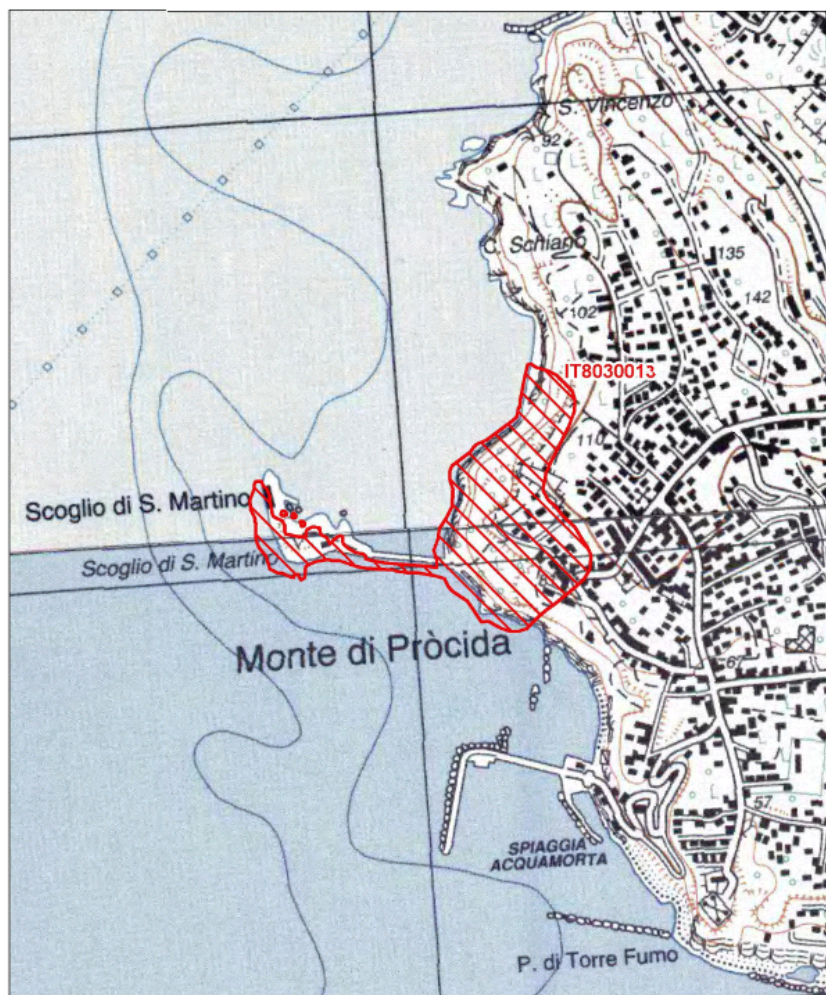 S. Vincenzo
92
C. Schiano
135
142
102
IT8030013
110
Scoglio di S. Martino
Scoglio di S. Martino
Monte di Pròcida
67
57
SPIAGGIA
ACQUAMORTA
P. di Torre Fumo